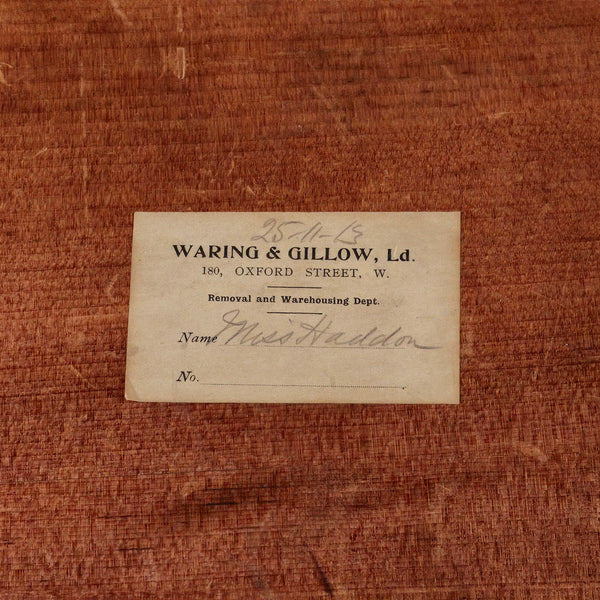 25-11-13
WARING & GILLOW, Ld.
180, OXFORD STREET, W.
Removal and Warehousing Dept.
Name Miss Haddon
No.